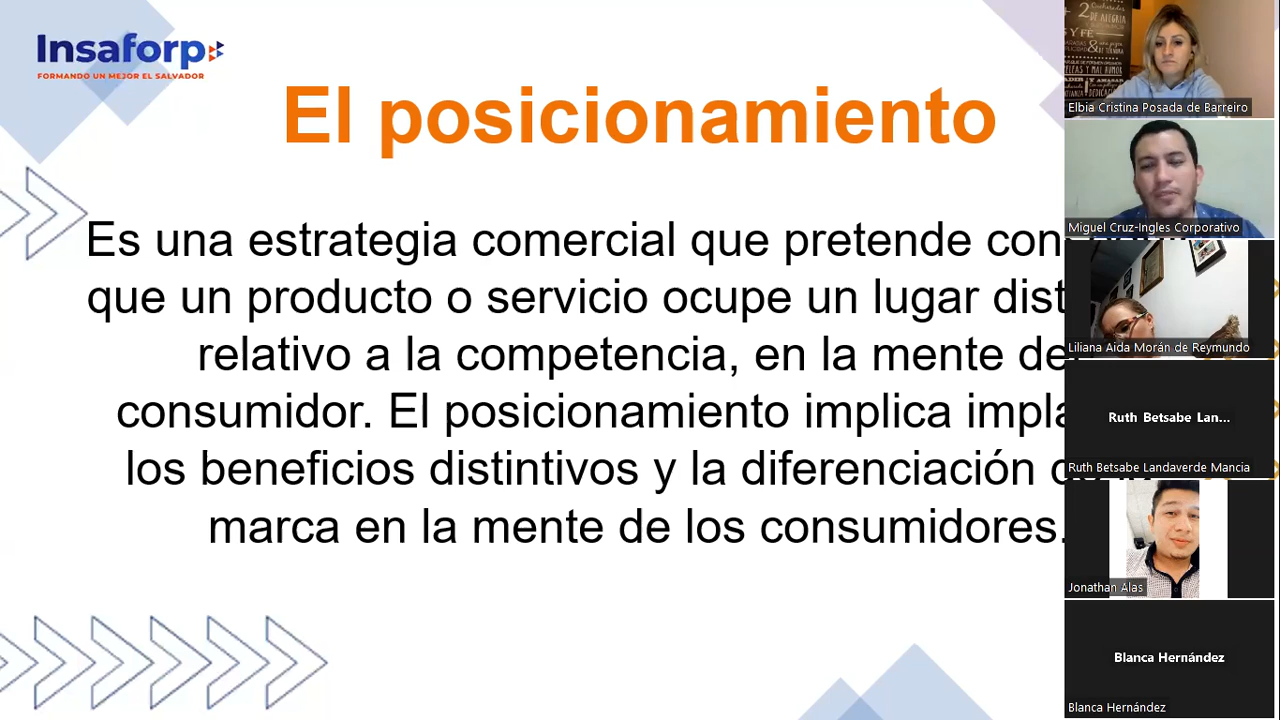 Insaforp
FORMANDO UN MEJOR EL SALVADOR
El posicionamiento
Es una estrategia comercial que pretende
que un producto o servicio ocupe un lugar
relativo a la competencia, en la mente de
consumidor. El posicionamiento implica
los beneficios distintivos y la diferenciación
marca en la mente de los consumidores.
Elbia Cristina Posada de Barreiro
Miguel Cruz-Ingles Corporativo
Liliana Aida Morán de Reymundo
Ruth Betsabe Lan...
Ruth Betsabe Landaverde Mancia
Jonathan Alas
Blanca Hernández
Blanca Hernández